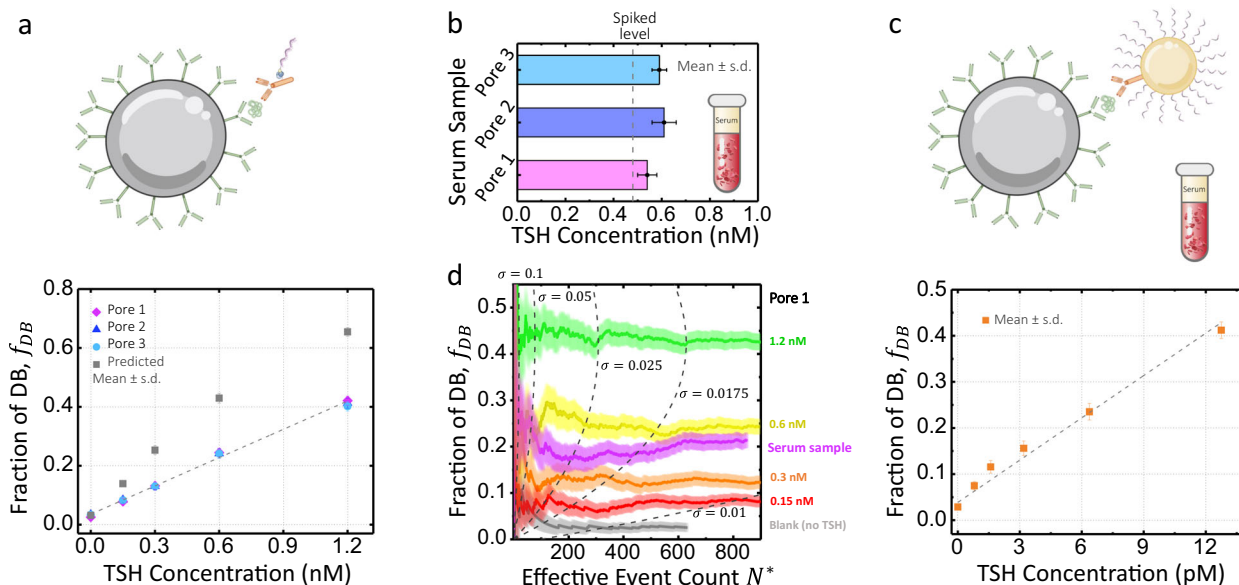 a
Fraction of DB, f_DB
0.8
0.6
0.4
0.2
0.0
Pore 1
Pore 2
Pore 3
Predicted
Mean ± s.d.
0.0 0.3 0.6 0.9 1.2
TSH Concentration (nM)
b
Spiked
level
Serum Sample
Pore 3
Pore 2
Pore 1
Mean ± s.d.
Serum
0.0 0.2 0.4 0.6 0.8 1.0
TSH Concentration (nM)
c
Serum
Fraction of DB, f_DB
0.5
0.4
0.3
0.2
0.1
0.0
Mean ± s.d.
0 3 6 9 12
TSH Concentration (pM)
d
Fraction of DB, f_DB
0.5
0.4
0.3
0.2
0.1
0.0
σ = 0.1
σ = 0.05
σ = 0.025
σ = 0.0175
σ = 0.01
Pore 1
1.2 nM
0.6 nM
Serum sample
0.3 nM
0.15 nM
Blank (no TSH)
200 400 600 800
Effective Event Count N*